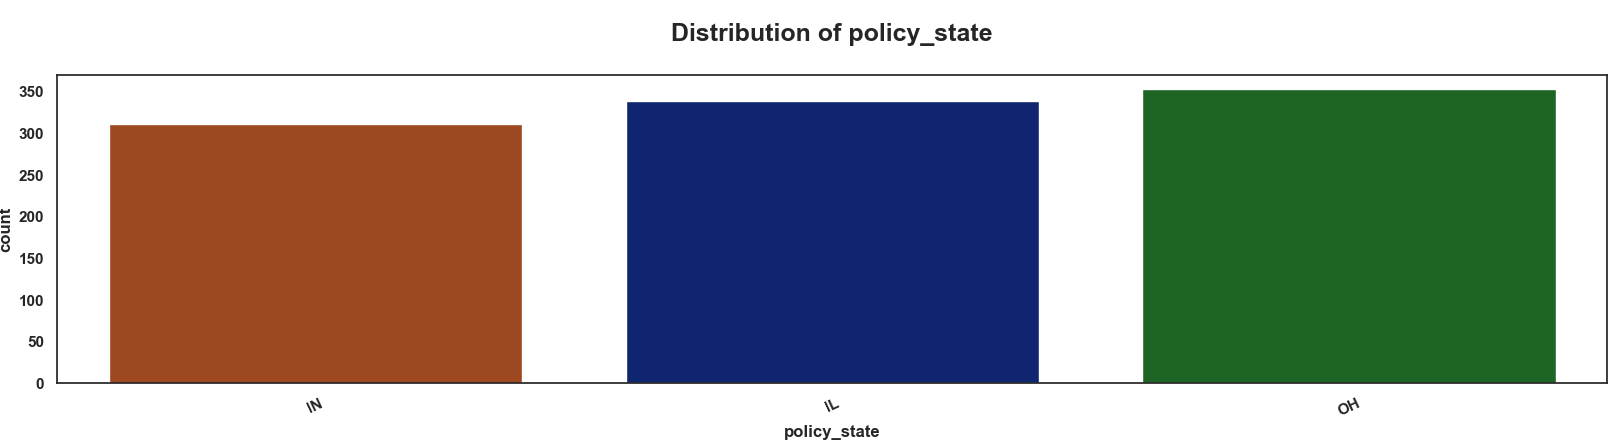 Distribution of policy_state
350
300
250
200
150
100
50
0
count
IN
IL
OH
policy_state